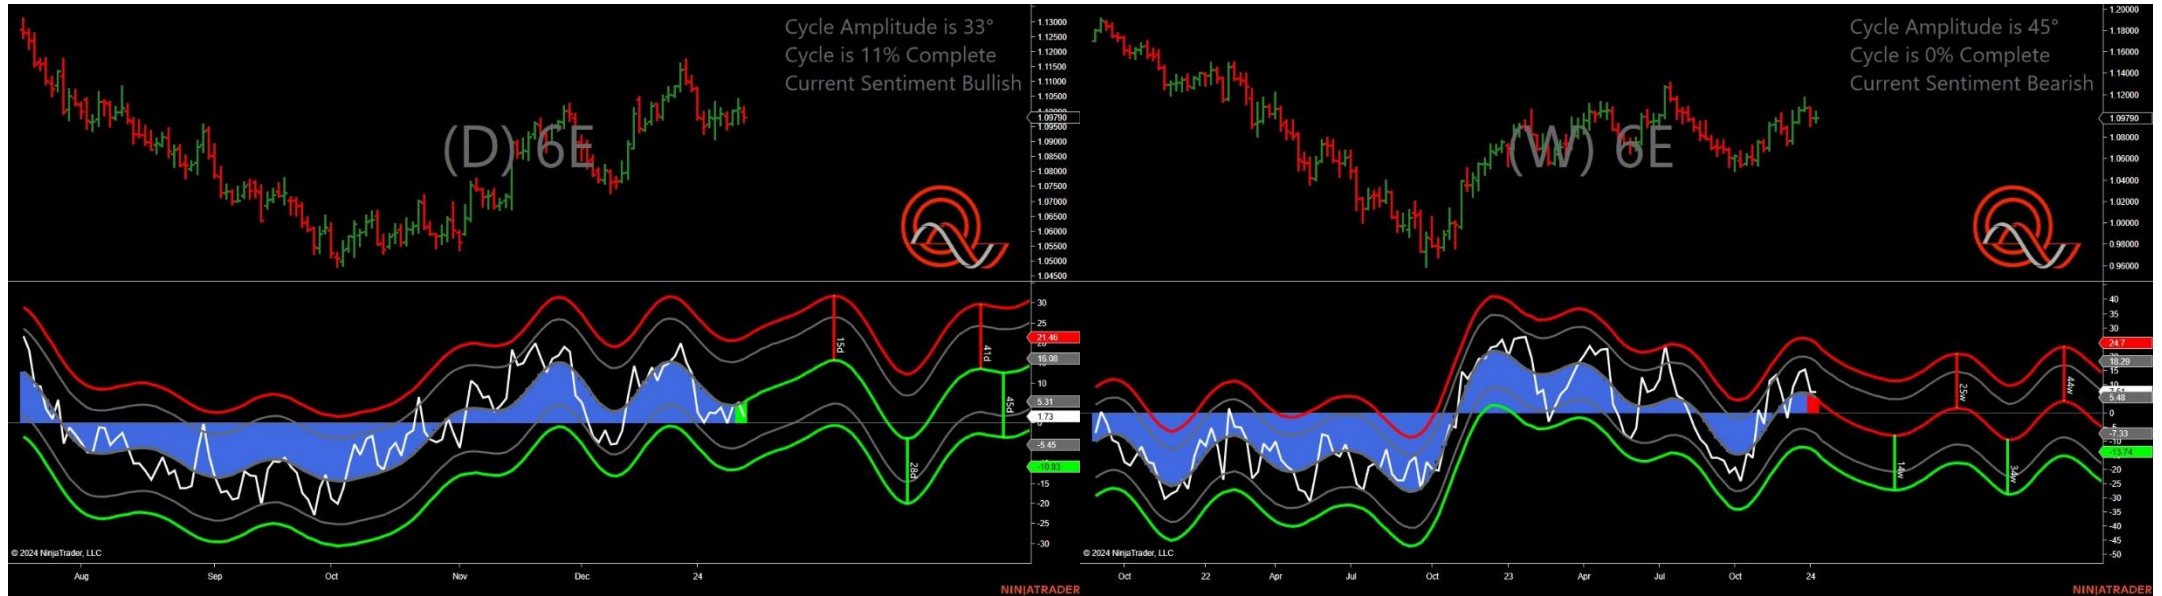 Cycle Amplitude is 33°
Cycle is 11% Complete
Current Sentiment Bullish
(D) 6E
1.13000
1.12500
1.12000
1.11500
1.11000
1.10500
1.09790
1.09500
1.09000
1.08500
1.08000
1.07500
1.07000
1.06500
1.06000
1.05500
1.05000
1.04500
30
25
21.46
16.08
15
10
5.31
1.73
-5.45
-10.83
-15
-20
-25
-30
15d
28d
41d
45d
© 2024 NinjaTrader, LLC
Aug Sep Oct Nov Dec 24
NINJATRADER
Cycle Amplitude is 45°
Cycle is 0% Complete
Current Sentiment Bearish
(W) 6E
1.20000
1.18000
1.16000
1.14000
1.12000
1.09790
1.08000
1.06000
1.04000
1.02000
1.00000
0.98000
0.96000
40
35
30
24.7
18.29
15
5.48
0
-7.33
-10
-13.74
-20
-25
-30
-35
-40
-45
-50
14w
25w
34w
44w
© 2024 NinjaTrader, LLC
Oct 22 Apr Jul Oct 23 Apr Jul Oct 24
NINJATRADER